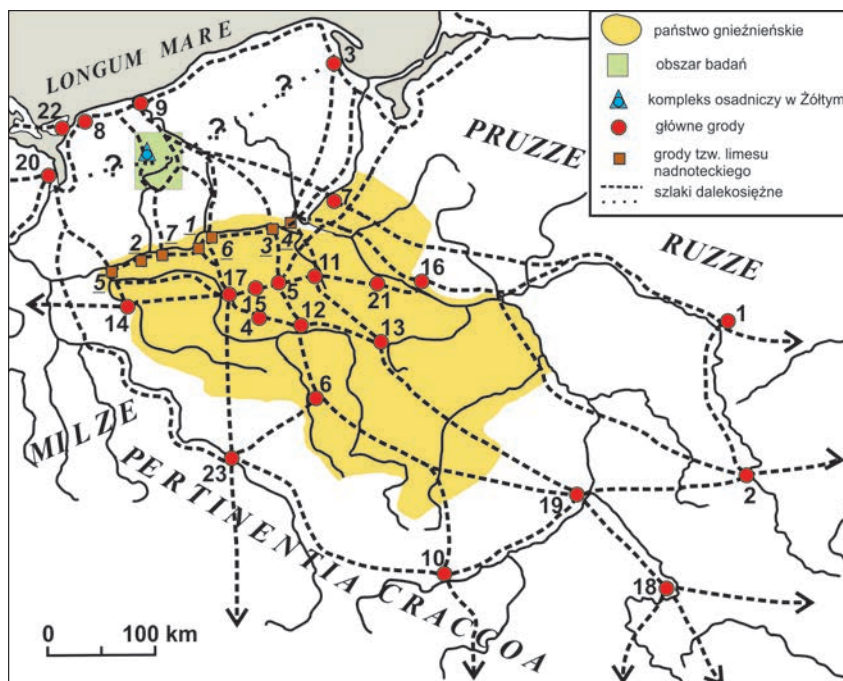 LONGUM MARE
PRUZZE
RUZZE
MILZE
PERTINENTIA CRACCOA
państwo gnieźnieńskie
obszar badań
kompleks osadniczy w Żółtym
główne grody
grody tzw. limesu
nadnoteckiego
szlaki dalekosiężne
3
9
22
8
?
?
20
?
7
1
2
7
3
4
6
5
17
15
5
11
21
16
1
14
4
12
13
6
23
19
2
10
18
0
100 km